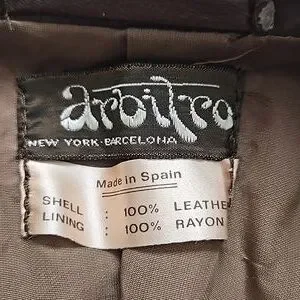 arbitro
NEW YORK·BARCELONA
Made in Spain
SHELL : 100% LEATHE
LINING : 100% RAYON